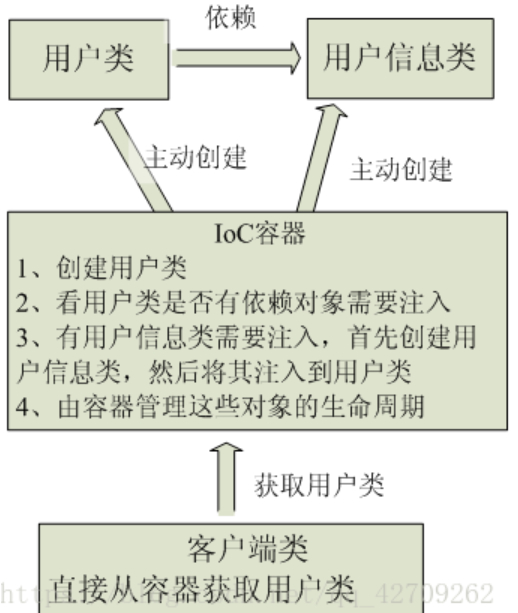 依赖
用户类
用户信息类
主动创建
主动创建
IoC容器
1、创建用户类
2、看用户类是否有依赖对象需要注入
3、有用户信息类需要注入，首先创建用
户信息类，然后将其注入到用户类
4、由容器管理这些对象的生命周期
获取用户类
客户端类
直接从容器获取用户类
42709262